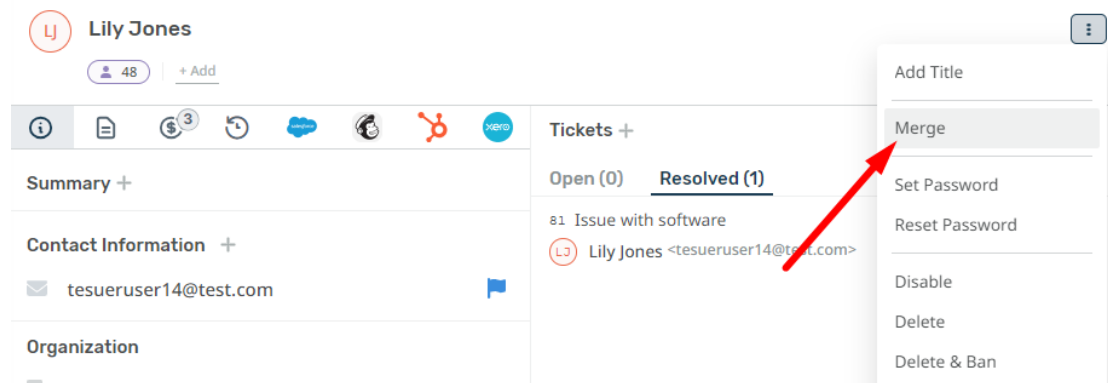 LJ Lily Jones
48 + Add
Add Title
Merge
Set Password
Reset Password
Disable
Delete
Delete & Ban
3
salesforce
xero
Summary +
Contact Information +
tesueruser14@test.com
Organization
Tickets +
Open (0) Resolved (1)
81 Issue with software
LJ Lily Jones <tesueruser14@test.com>